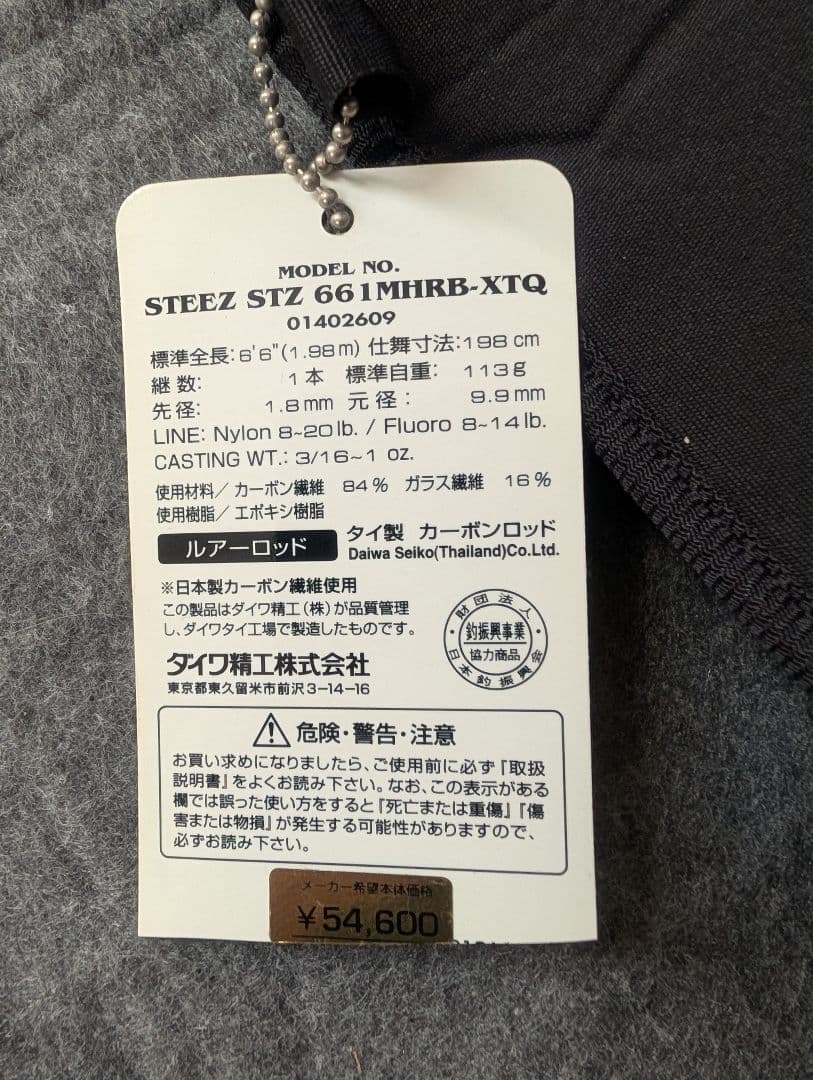 MODEL NO.
STEEZ STZ 661MHRB-XTQ
01402609
標準全長:6'6"(1.98m) 仕舞寸法:198cm
継数: 1本 標準自重: 113g
先径: 1.8mm 元径: 9.9mm
LINE: Nylon 8~20lb. / Fluoro 8~14lb.
CASTING WT.: 3/16~1 oz.
使用材料/カーボン繊維 84% ガラス繊維 16%
使用樹脂/エポキシ樹脂
ルアーロッド タイ製 カーボンロッド
Daiwa Seiko(Thailand)Co.Ltd.
※日本製カーボン繊維使用
この製品はダイワ精工(株)が品質管理
し、ダイワタイ工場で製造したものです。
ダイワ精工株式会社
東京都東久留米市前沢3-14-16
財団法人
釣振興事業
協力商品
日本釣振興会
危険・警告・注意
お買い求めになりましたら、ご使用前に必ず『取扱
説明書』をよくお読み下さい。なお、この表示がある
欄では誤った使い方をすると『死亡または重傷』『傷
害または物損』が発生する可能性がありますので、
必ずお読み下さい。
メーカー希望本体価格
¥54,600